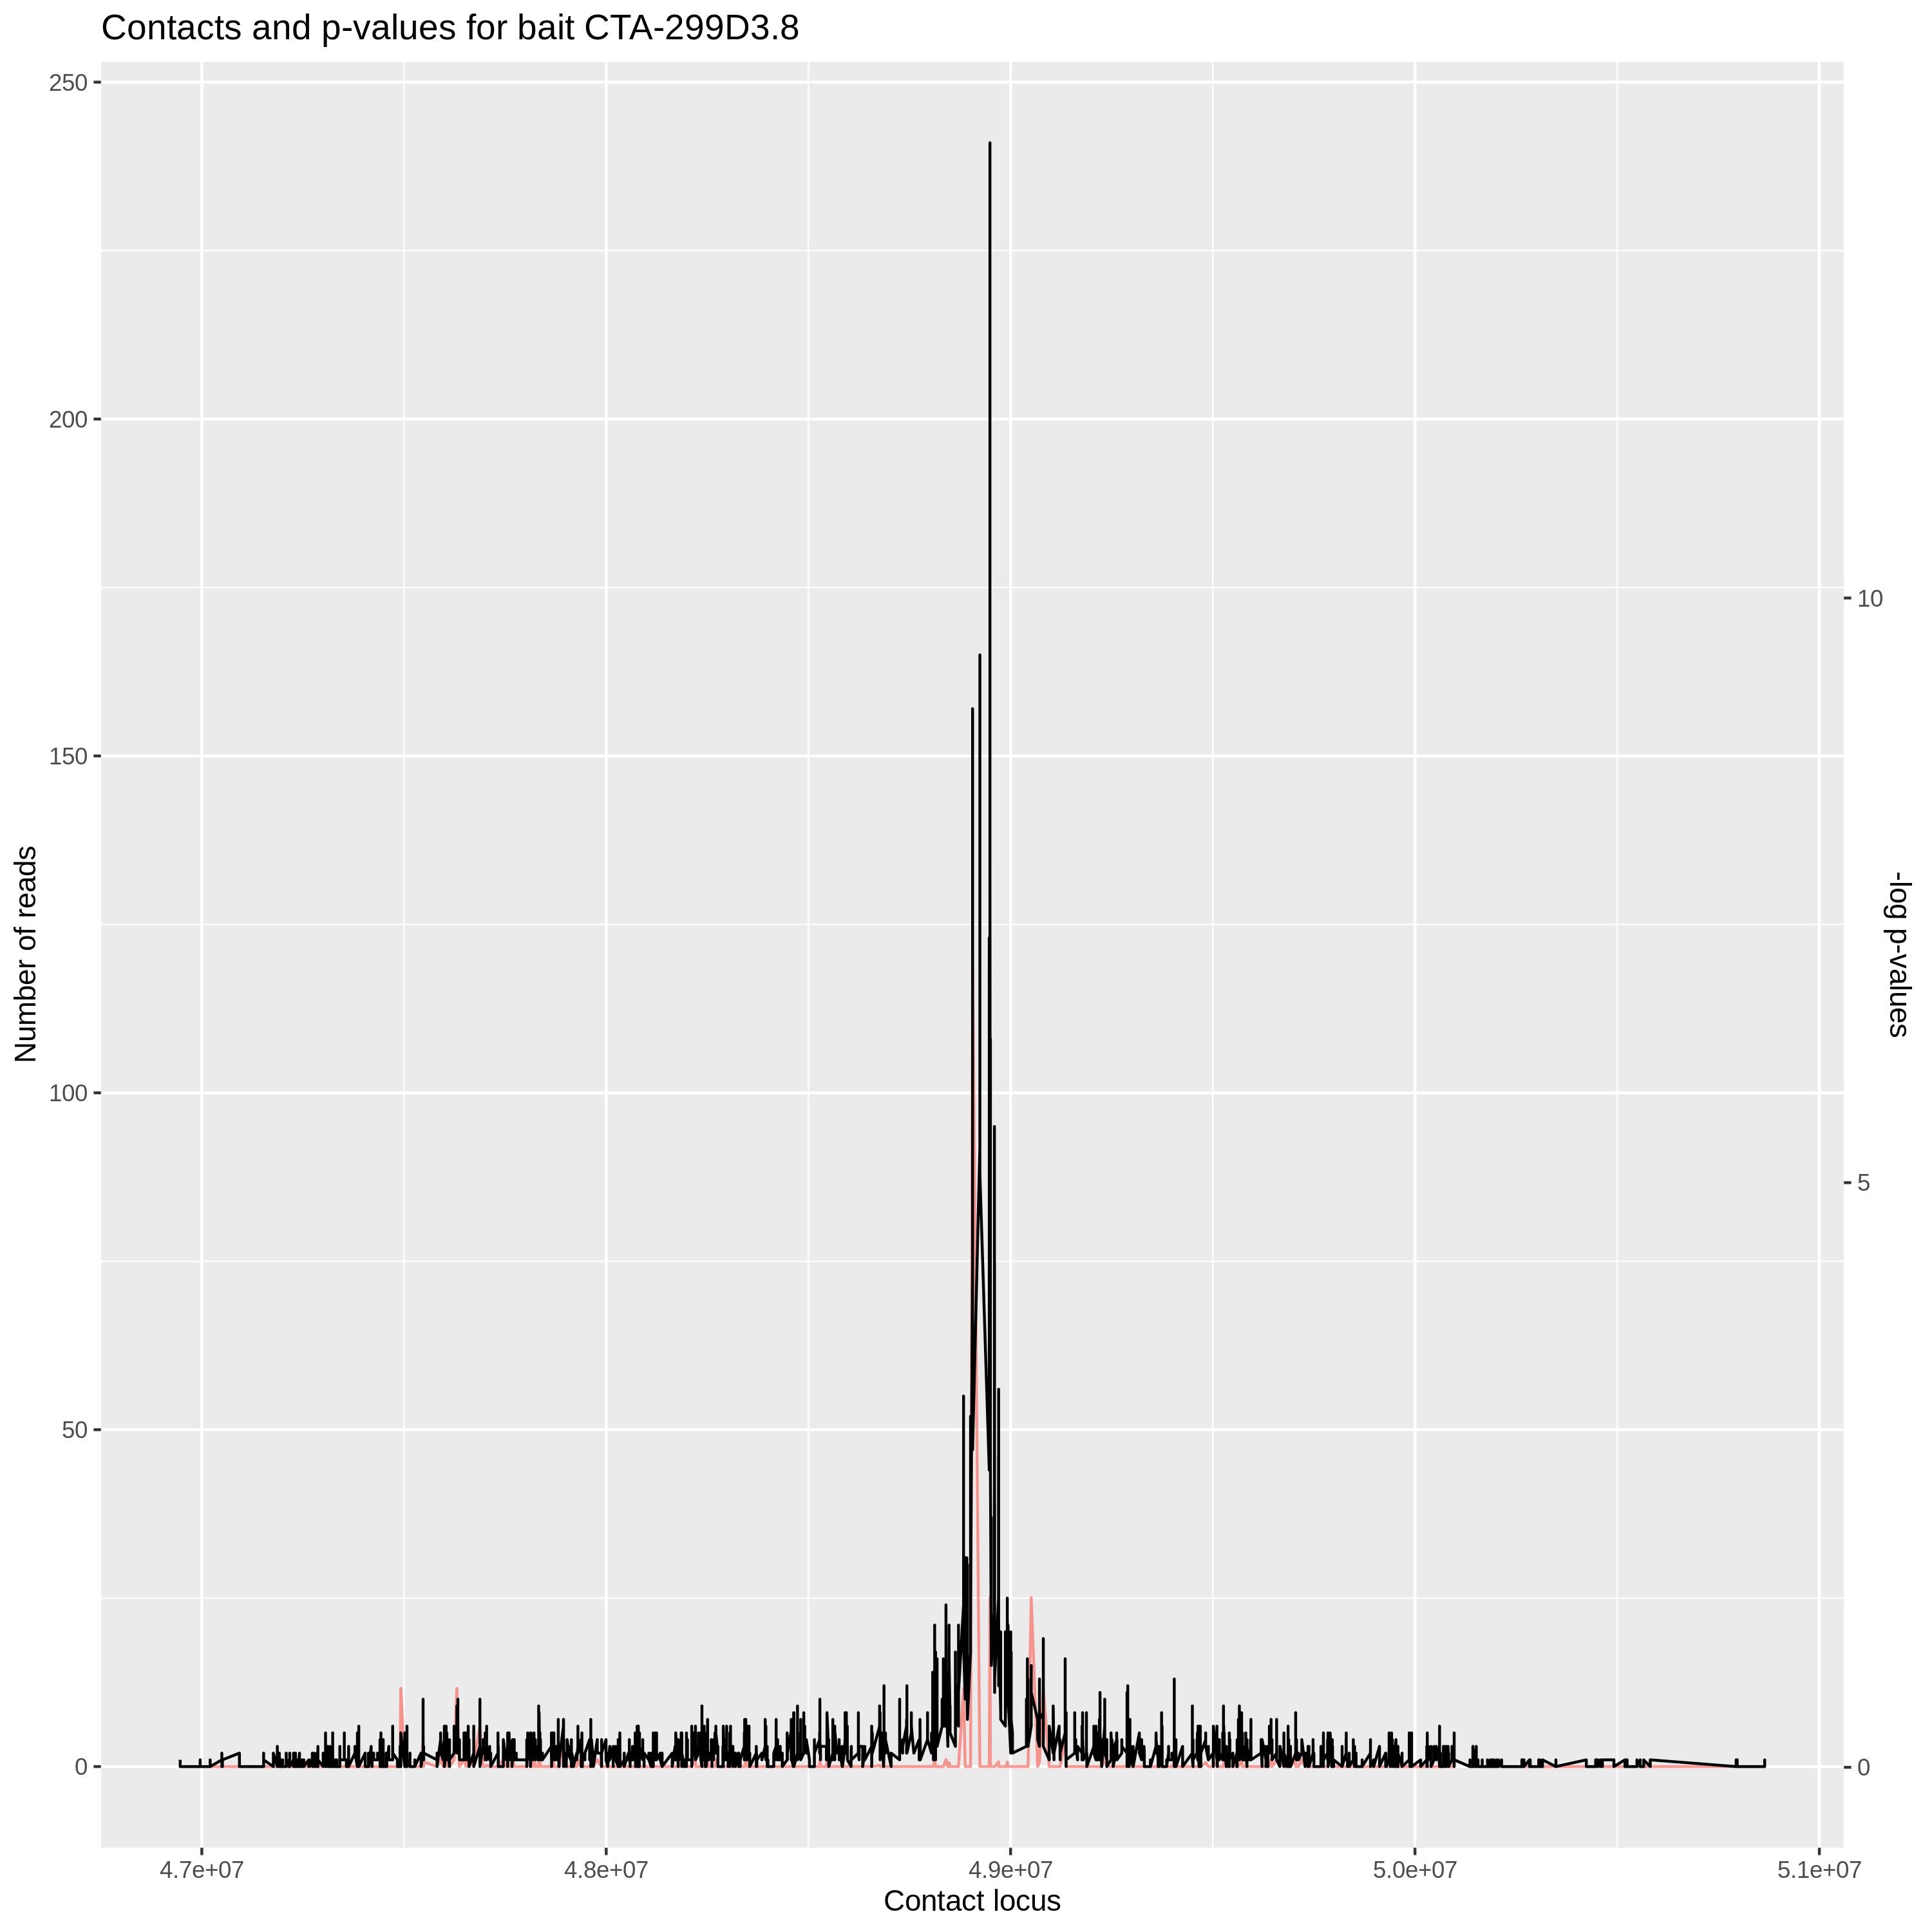 Contacts and p-values for bait CTA-299D3.8
250
200
150
100
50
0
Number of reads
10
5
0
-log p-values
4.7e+07
4.8e+07
4.9e+07
5.0e+07
5.1e+07
Contact locus